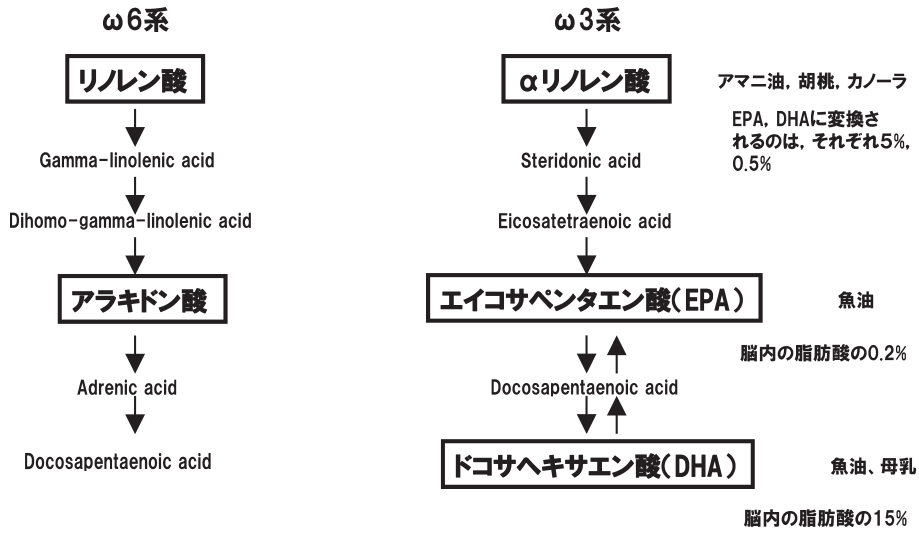 ω6系
リノレン酸
Gamma-linolenic acid
Dihomo-gamma-linolenic acid
アラキドン酸
Adrenic acid
Docosapentaenoic acid
ω3系
αリノレン酸
アマニ油, 胡桃, カノーラ
EPA, DHAに変換さ
れるのは, それぞれ5%,
0.5%
Steridonic acid
Eicosatetraenoic acid
エイコサペンタエン酸(EPA)
魚油
脳内の脂肪酸の0.2%
Docosapentaenoic acid
ドコサヘキサエン酸(DHA)
魚油、母乳
脳内の脂肪酸の15%